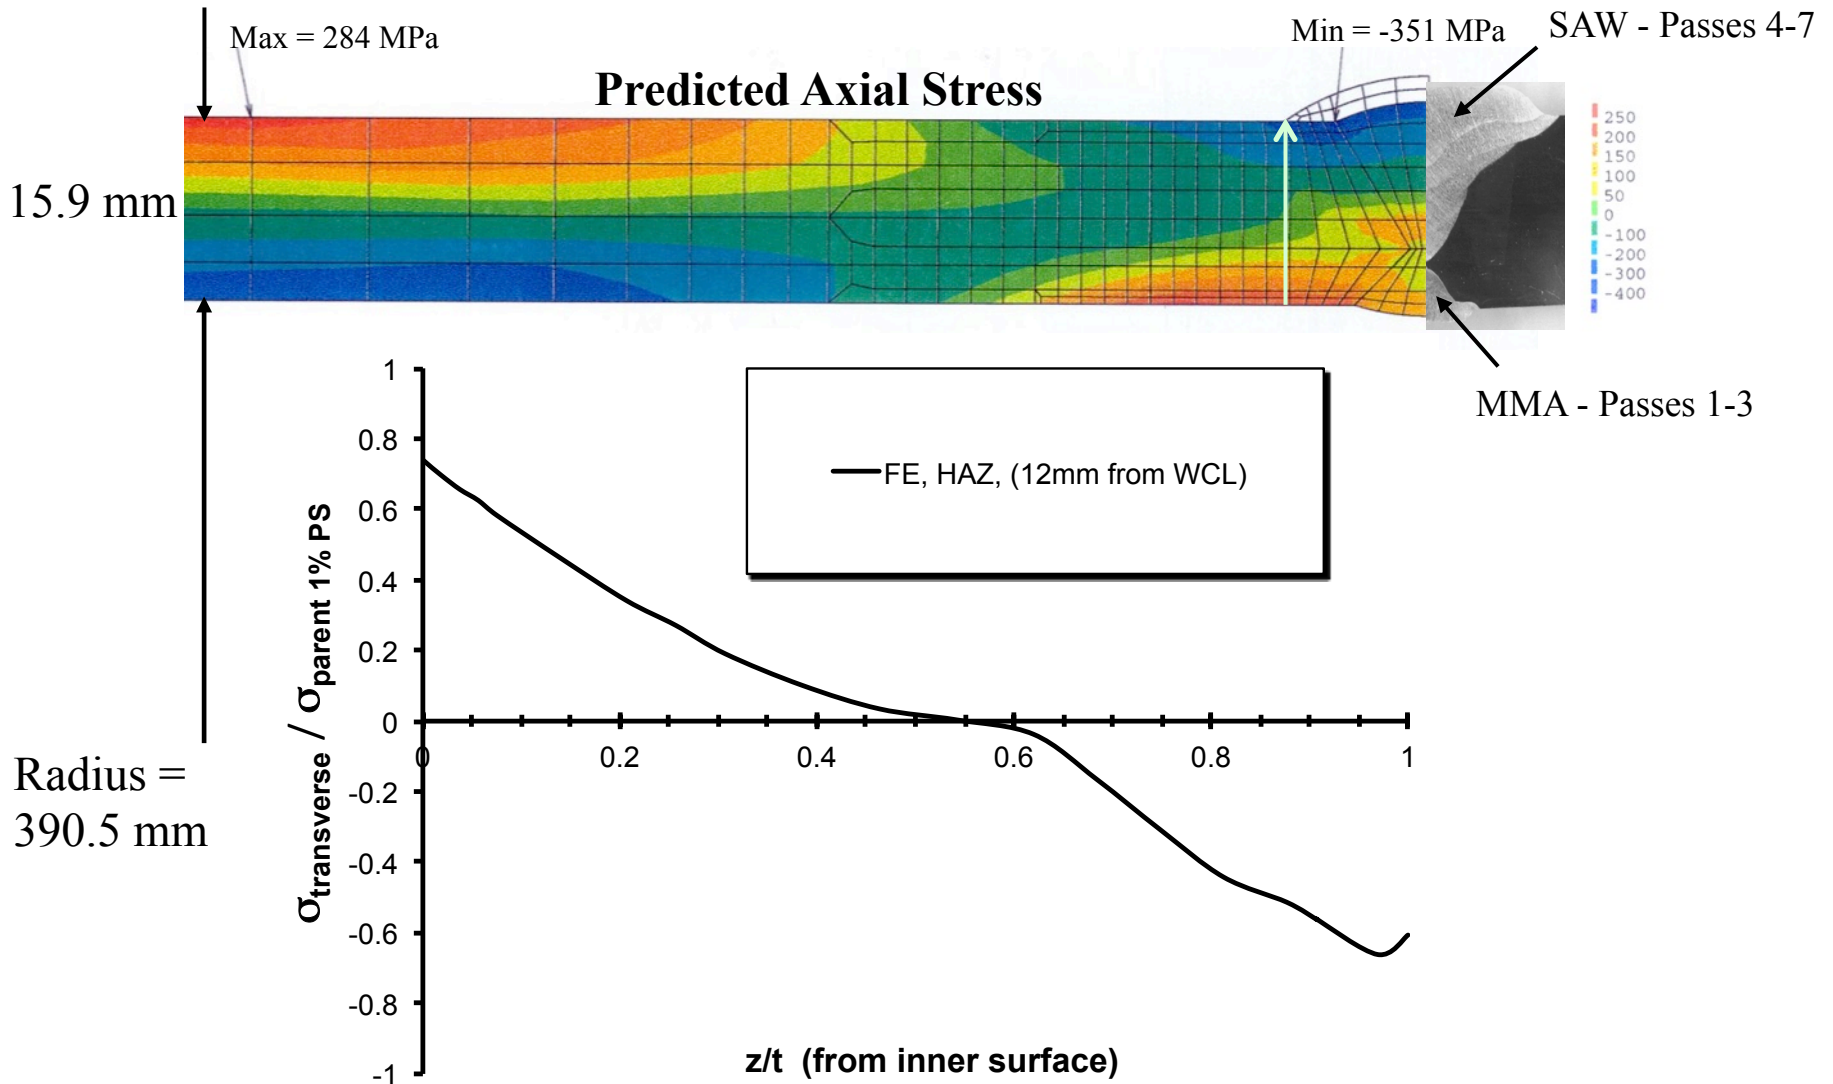 Max = 284 MPa
Min = -351 MPa
SAW - Passes 4-7
Predicted Axial Stress
15.9 mm
250
200
150
100
50
0
-100
-200
-300
-400
MMA - Passes 1-3
Radius =
390.5 mm
σtransverse / σparent 1% PS
1
0.8
0.6
0.4
0.2
0
-0.2
-0.4
-0.6
-0.8
-1
FE, HAZ, (12mm from WCL)
0
0.2
0.4
0.6
0.8
1
z/t (from inner surface)